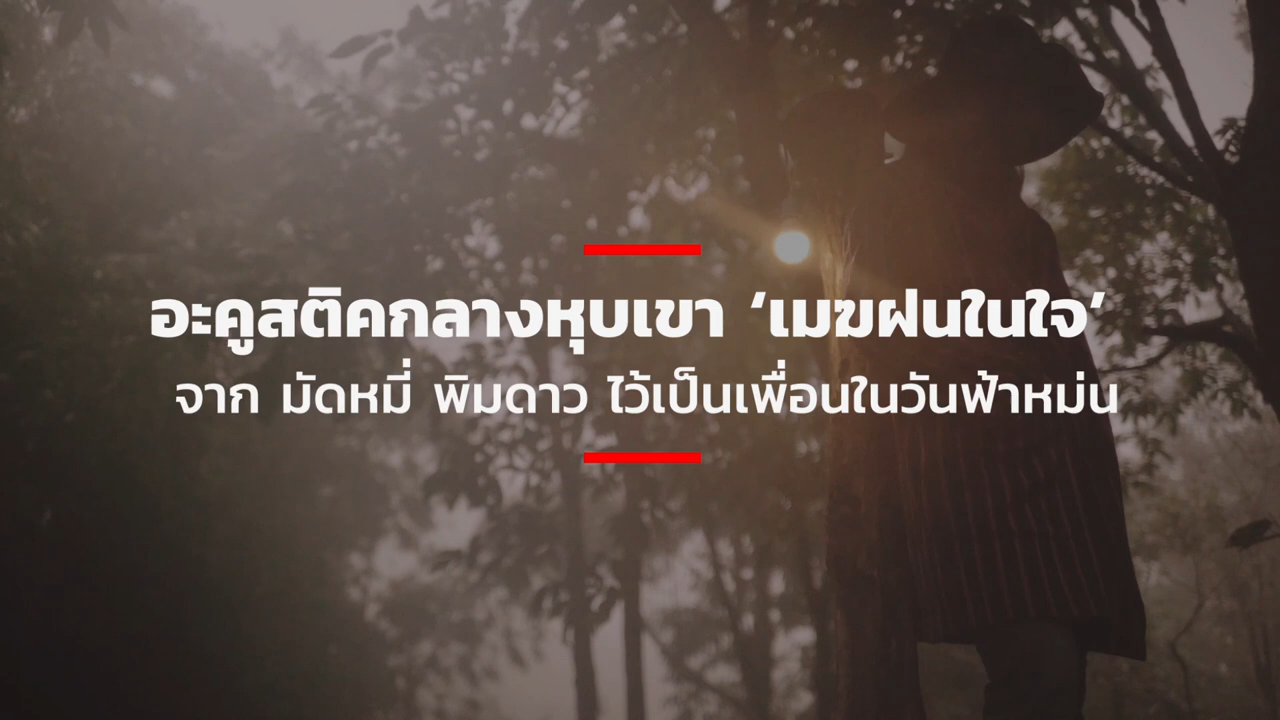 อะคูสติคกลางหุบเขา ‘เมฆฝนในใจ’
จาก มัดหมี่ พิมดาว ไว้เป็นเพื่อนในวันฟ้าหม่น